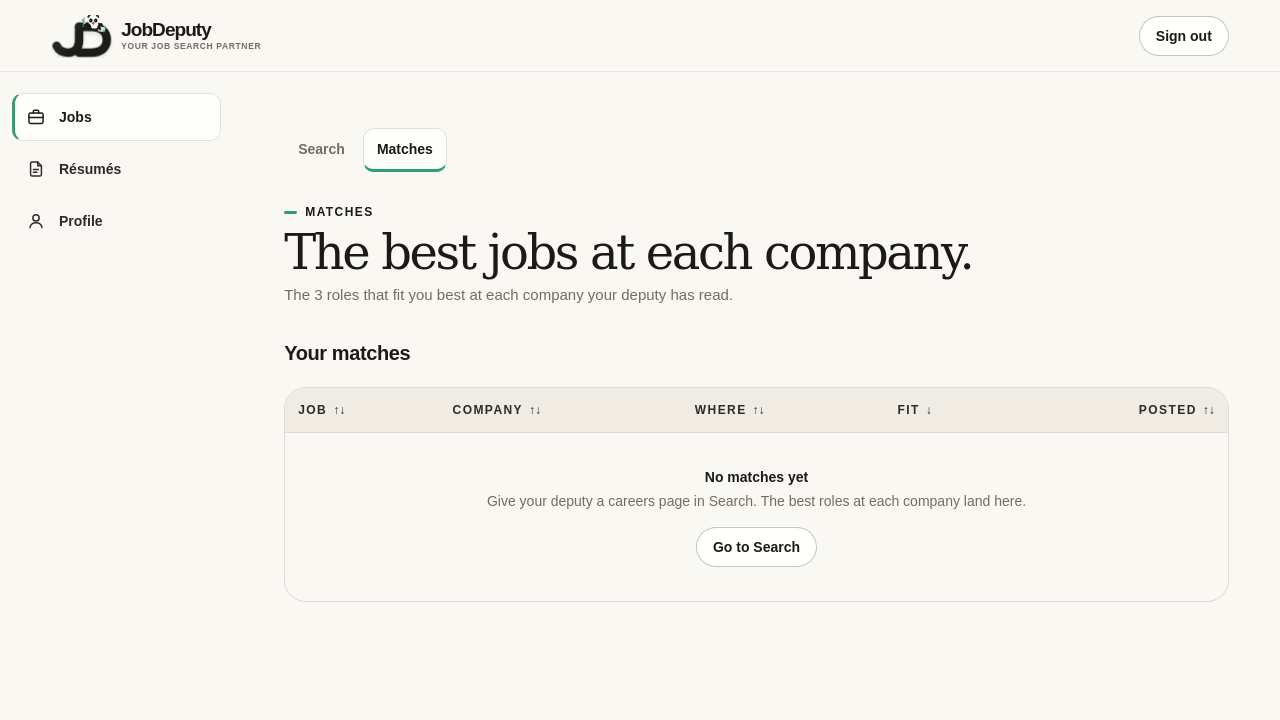 JobDeputy
YOUR JOB SEARCH PARTNER
Sign out
Jobs
Résumés
Profile
Search
Matches
MATCHES
The best jobs at each company.
The 3 roles that fit you best at each company your deputy has read.
Your matches
JOB ↑↓ COMPANY ↑↓ WHERE ↑↓ FIT ↓ POSTED ↑↓
No matches yet
Give your deputy a careers page in Search. The best roles at each company land here.
Go to Search